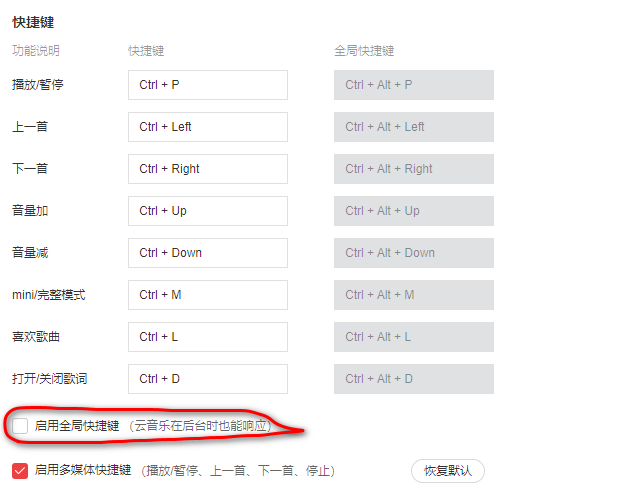 快捷键
功能说明 快捷键 全局快捷键
播放/暂停 Ctrl + P Ctrl + Alt + P
上一首 Ctrl + Left Ctrl + Alt + Left
下一首 Ctrl + Right Ctrl + Alt + Right
音量加 Ctrl + Up Ctrl + Alt + Up
音量减 Ctrl + Down Ctrl + Alt + Down
mini/完整模式 Ctrl + M Ctrl + Alt + M
喜欢歌曲 Ctrl + L Ctrl + Alt + L
打开/关闭歌词 Ctrl + D Ctrl + Alt + D
启用全局快捷键（云音乐在后台时也能响应）
启用多媒体快捷键（播放/暂停、上一首、下一首、停止） 恢复默认